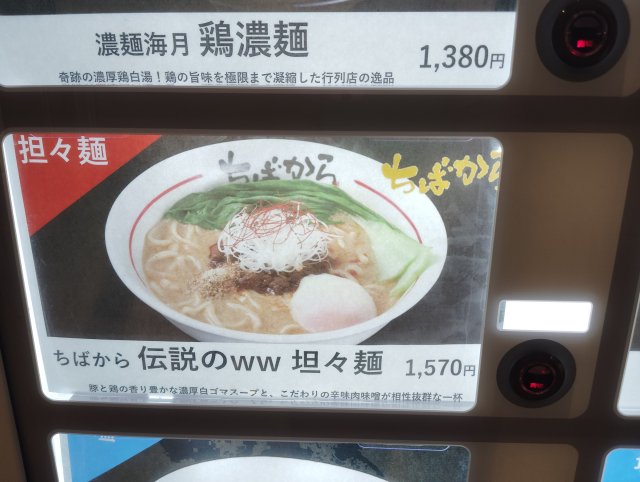 濃麺海月 鶏濃麺
1,380円
奇跡の濃厚鶏白湯！鶏の旨味を極限まで凝縮した行列店の逸品
担々麺
ちばから
ちばから
ちばから 伝説のww 坦々麺 1,570円
豚と鶏の香り豊かな濃厚白ゴマスープと、こだわりの辛味肉味噌が相性抜群な一杯